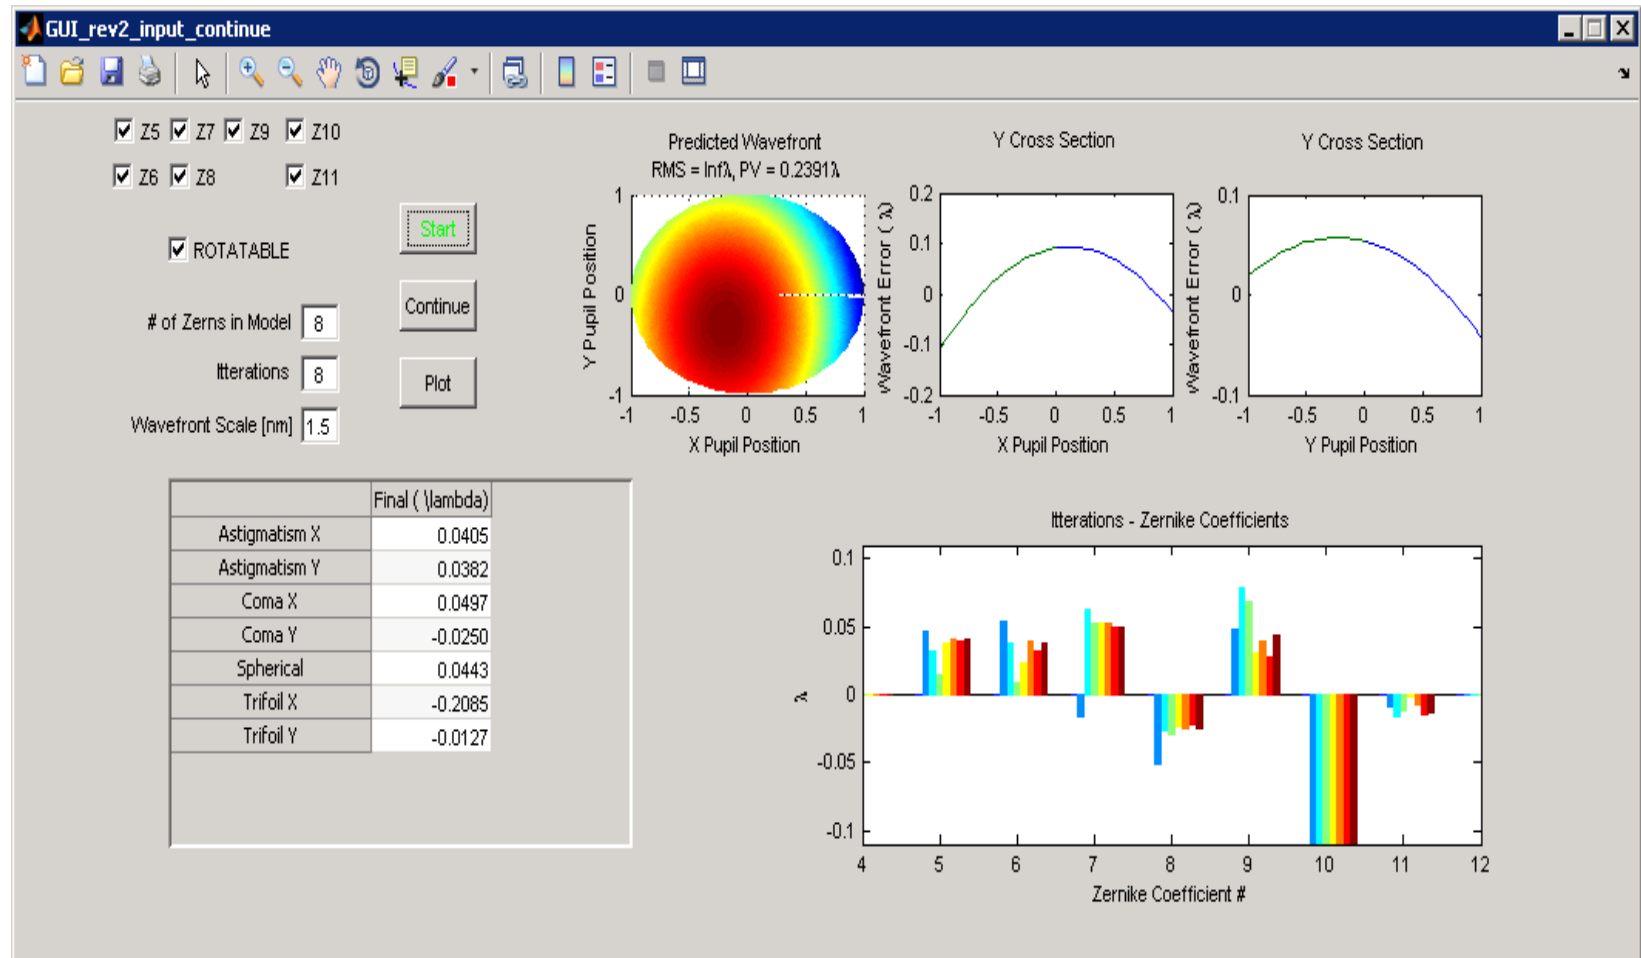 GUI_rev2_input_continue
Z5 Z7 Z9 Z10
Z6 Z8 Z11
ROTATABLE
# of Zerns in Model 8
Itterations 8
Wavefront Scale [nm] 1.5
Start
Continue
Plot
Predicted Wavefront
RMS = Infλ, PV = 0.2391λ
1
0
-1
Y Pupil Position
-1 -0.5 0 0.5 1
X Pupil Position
Y Cross Section
0.2
0.1
0
-0.1
-0.2
Wavefront Error ( λ)
-1 -0.5 0 0.5 1
X Pupil Position
Y Cross Section
0.1
0
-0.1
Wavefront Error ( λ)
-1 -0.5 0 0.5 1
Y Pupil Position
Final ( \lambda)
Astigmatism X 0.0405
Astigmatism Y 0.0382
Coma X 0.0497
Coma Y -0.0250
Spherical 0.0443
Trifoil X -0.2085
Trifoil Y -0.0127
Itterations - Zernike Coefficients
0.1
0.05
0
-0.05
-0.1
λ
4 5 6 7 8 9 10 11 12
Zernike Coefficient #